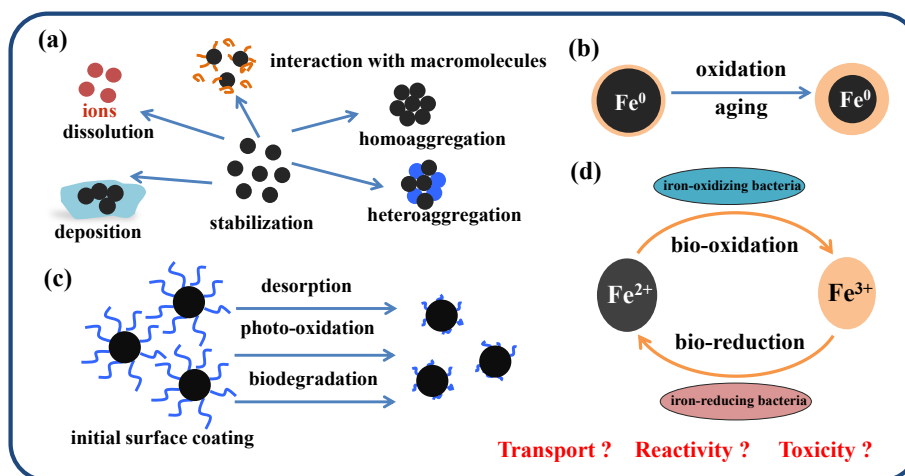 (a)
interaction with macromolecules
ions
dissolution
homoaggregation
deposition
stabilization
heteroaggregation
(b)
Fe⁰
oxidation
aging
Fe⁰
(c)
desorption
photo-oxidation
biodegradation
initial surface coating
(d)
iron-oxidizing bacteria
bio-oxidation
Fe²⁺
Fe³⁺
bio-reduction
iron-reducing bacteria
Transport ? Reactivity ? Toxicity ?